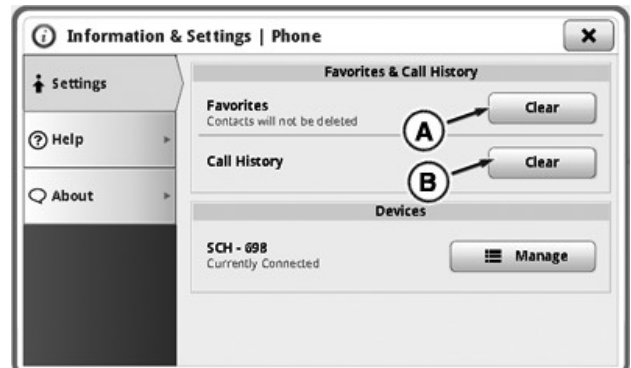 Information & Settings | Phone
Settings
Help
About
Favorites & Call History
Favorites
Contacts will not be deleted
Clear
A
Call History
Clear
B
Devices
SCH - 698
Currently Connected
Manage